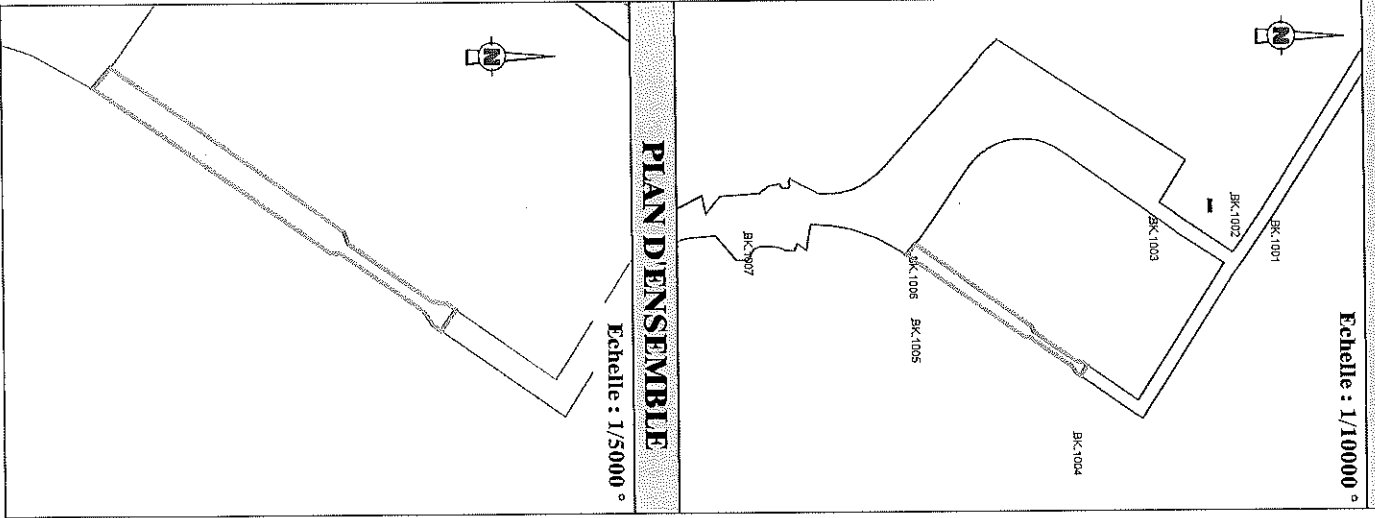 Echelle : 1/10000 °
N
BK.1001
BK.1002
BK.1003
BK.1004
BK.1005
BK.1006
BK.1007
PLAN D'ENSEMBLE
Echelle : 1/5000 °
N